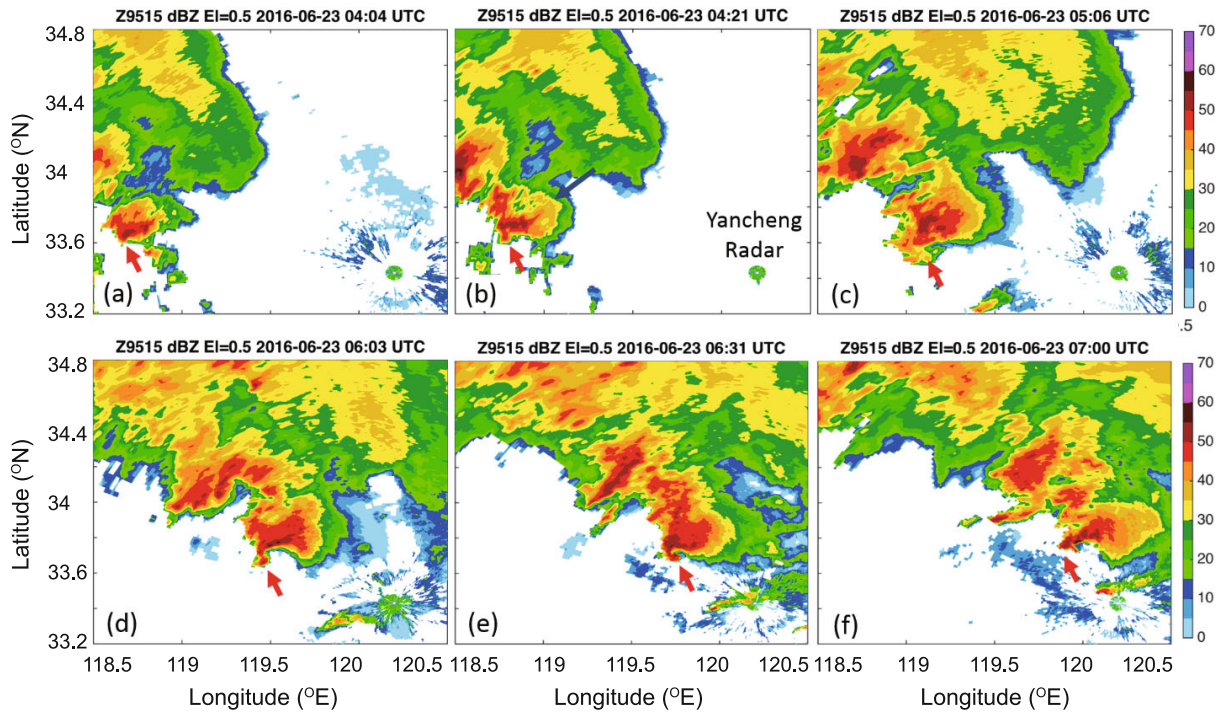 Z9515 dBZ El=0.5 2016-06-23 04:04 UTC
Z9515 dBZ El=0.5 2016-06-23 04:21 UTC
Z9515 dBZ El=0.5 2016-06-23 05:06 UTC
34.8
34.4
34
33.6
33.2
Latitude (ºN)
(a)
(b)
Yancheng
Radar
(c)
70
60
50
40
30
20
10
0
.5
Z9515 dBZ El=0.5 2016-06-23 06:03 UTC
Z9515 dBZ El=0.5 2016-06-23 06:31 UTC
Z9515 dBZ El=0.5 2016-06-23 07:00 UTC
34.8
34.4
34
33.6
33.2
Latitude (ºN)
(d)
(e)
(f)
70
60
50
40
30
20
10
0
118.5 119 119.5 120 120.5
118.5 119 119.5 120 120.5
118.5 119 119.5 120 120.5
Longitude (ºE)
Longitude (ºE)
Longitude (ºE)